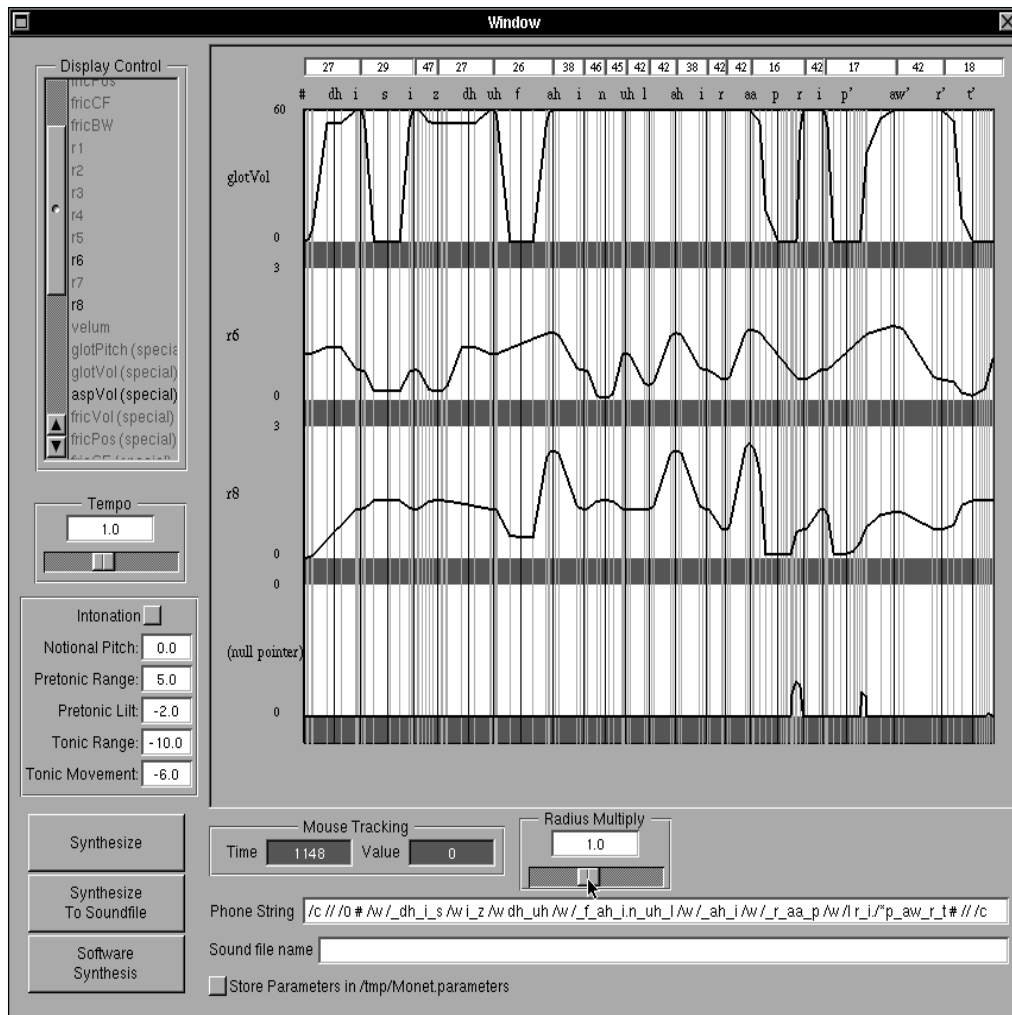 Window
Display Control
fricPos
fricCF
fricBW
r1
r2
r3
r4
r5
r6
r7
r8
velum
glotPitch (specia
glotVol (special)
aspVol (special)
fricVol (special)
fricPos (special)
fricCF (special)
Tempo
1.0
Intonation
Notional Pitch: 0.0
Pretonic Range: 5.0
Pretonic Lilt: -2.0
Tonic Range: -10.0
Tonic Movement: -6.0
Synthesize
Synthesize
To Soundfile
Software
Synthesis
27 29 47 27 26 38 46 45 42 42 38 42 42 16 42 17 42 18
# dh i s i z dh uh f ah i n uh l ah i r aa p r i p' aw' r' t'
60
glotVol
0
3
r6
0
3
r8
0
0
(null pointer)
0
Mouse Tracking
Time 1148 Value 0
Radius Multiply
1.0
Phone String /c // /0 # /w /_dh_i_s /w i_z /w dh_uh /w /_f_ah_i.n_uh_l /w /_ah_i /w /_r_aa_p /w /l r_i./*p_aw_r_t # // /c
Sound file name
Store Parameters in /tmp/Monet.parameters